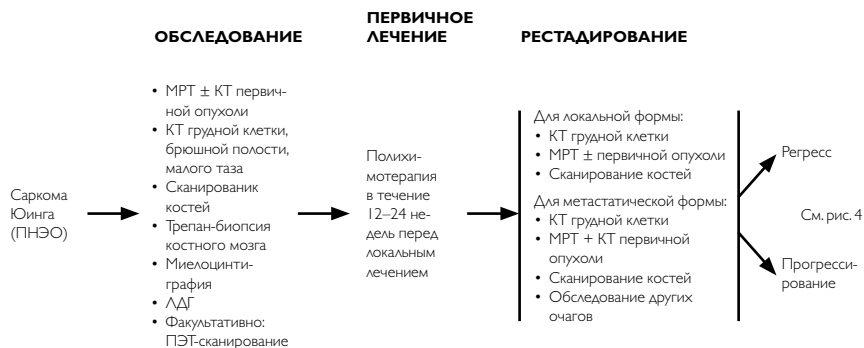 ОБСЛЕДОВАНИЕ
ПЕРВИЧНОЕ
ЛЕЧЕНИЕ
РЕСТАДИРОВАНИЕ
Саркома
Юинга
(ПНЭО)
• МРТ ± КТ первич-
ной опухоли
• КТ грудной клетки,
брюшной полости,
малого таза
• Сканированик
костей
• Трепан-биопсия
костного мозга
• Миелоцинти-
графия
• ЛДГ
• Факультативно:
ПЭТ-сканирование
Полихи-
мотерапия
в течение
12–24 не-
дель перед
локальным
лечением
Для локальной формы:
• КТ грудной клетки
• МРТ ± первичной опухоли
• Сканирование костей
Для метастатической формы:
• КТ грудной клетки
• МРТ + КТ первичной
опухоли
• Сканирование костей
• Обследование других
очагов
Регресс
См. рис. 4
Прогресси-
рование